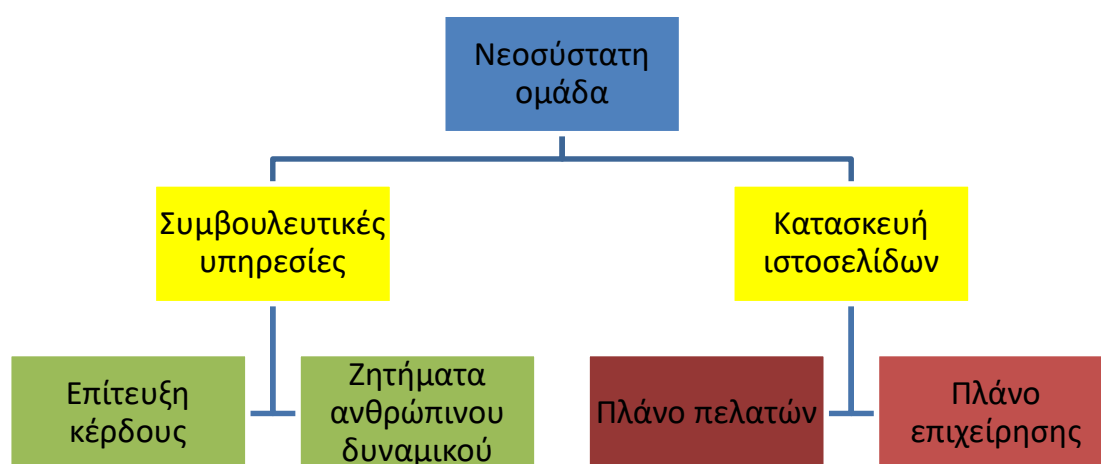 Νεοσύστατη
ομάδα
Συμβουλευτικές
υπηρεσίες
Κατασκευή
ιστοσελίδων
Επίτευξη
κέρδους
Ζητήματα
ανθρώπινου
δυναμικού
Πλάνο πελατών
Πλάνο
επιχείρησης